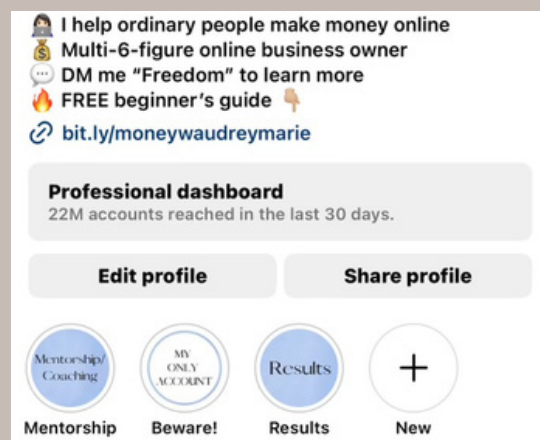 I help ordinary people make money online
Multi-6-figure online business owner
DM me “Freedom” to learn more
FREE beginner’s guide
bit.ly/moneywaudreymarie
Professional dashboard
22M accounts reached in the last 30 days.
Edit profile
Share profile
Mentorship/
Coaching
MY
ONLY
ACCOUNT
Results
Mentorship
Beware!
Results
New